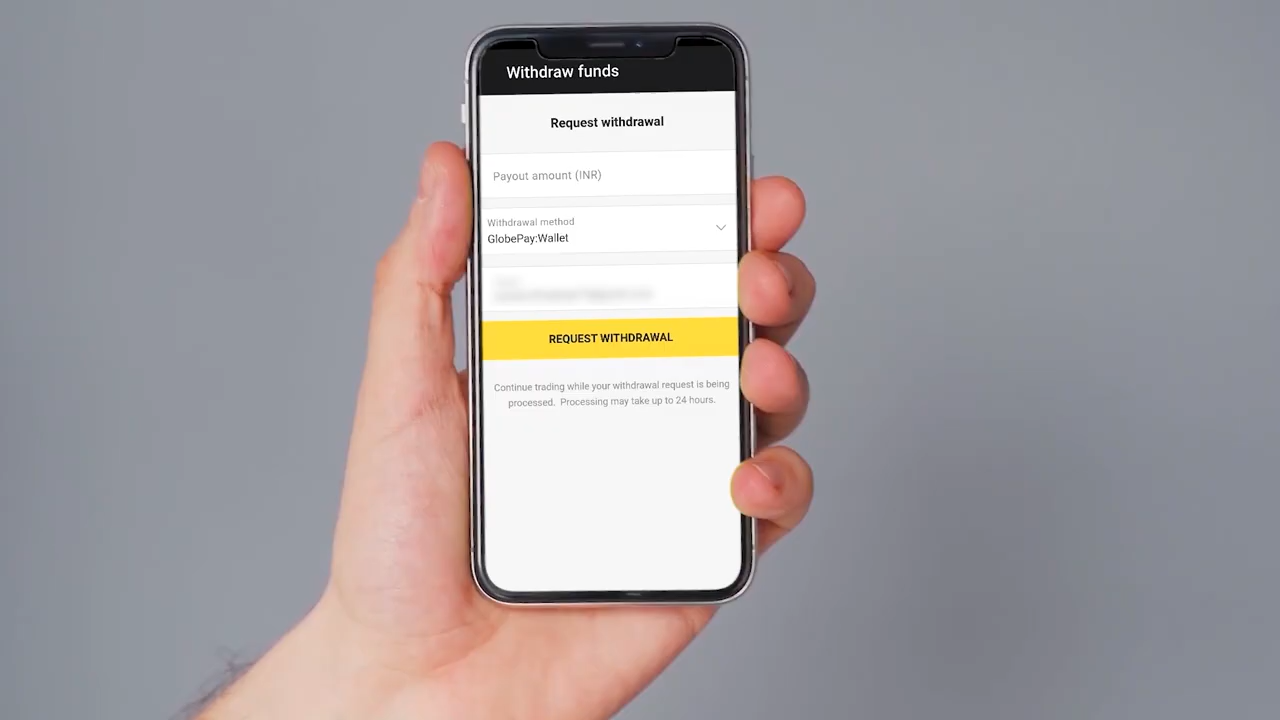 Withdraw funds
Request withdrawal
Payout amount (INR)
Withdrawal method
GlobePay:Wallet
REQUEST WITHDRAWAL
Continue trading while your withdrawal request is being
processed. Processing may take up to 24 hours.